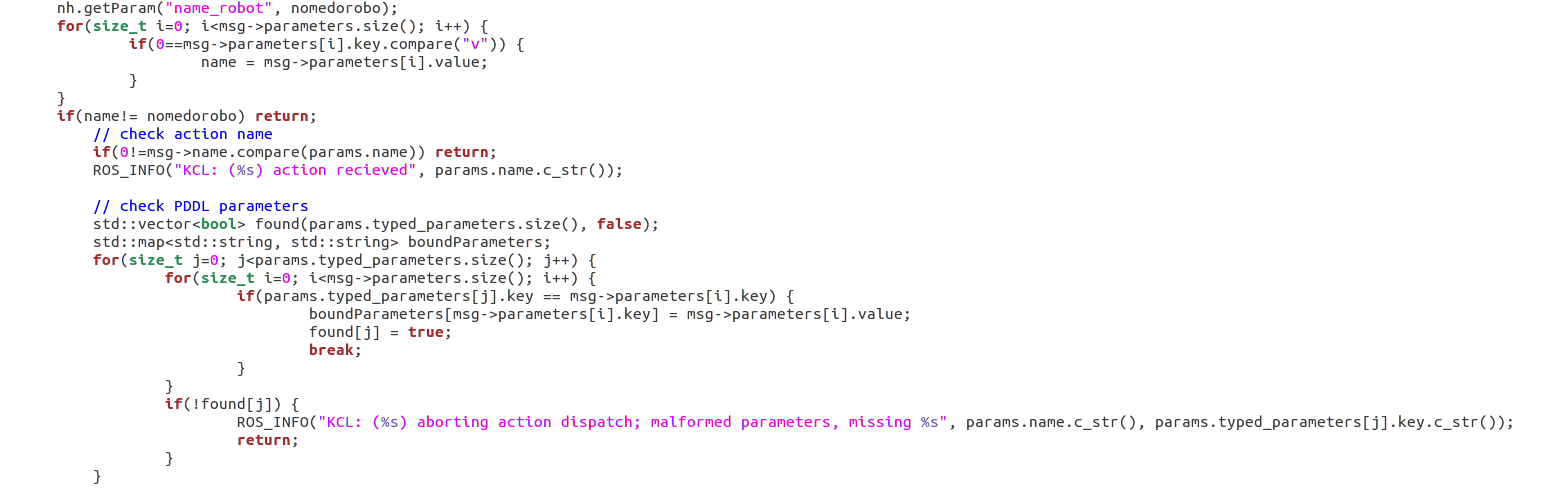 nh.getParam("name_robot", nomedorobo);
for(size_t i=0; i<msg->parameters.size(); i++) {
if(0==msg->parameters[i].key.compare("v")) {
name = msg->parameters[i].value;
}
}
if(name!= nomedorobo) return;
// check action name
if(0!=msg->name.compare(params.name)) return;
ROS_INFO("KCL: (%s) action recieved", params.name.c_str());
// check PDDL parameters
std::vector<bool> found(params.typed_parameters.size(), false);
std::map<std::string, std::string> boundParameters;
for(size_t j=0; j<params.typed_parameters.size(); j++) {
for(size_t i=0; i<msg->parameters.size(); i++) {
if(params.typed_parameters[j].key == msg->parameters[i].key) {
boundParameters[msg->parameters[i].key] = msg->parameters[i].value;
found[j] = true;
break;
}
}
if(!found[j]) {
ROS_INFO("KCL: (%s) aborting action dispatch; malformed parameters, missing %s", params.name.c_str(), params.typed_parameters[j].key.c_str());
return;
}
}